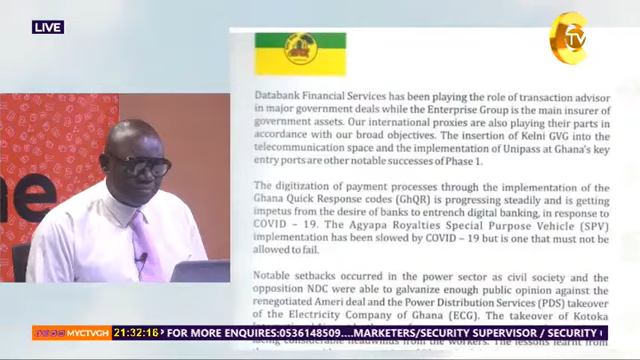 LIVE
TV
Databank Financial Services has been playing the role of transaction advisor
in major government deals while the Enterprise Group is the main insurer of
government assets. Our international proxies are also playing their parts in
accordance with our broad objectives. The insertion of Kelni GVG into the
telecommunication space and the implementation of Unipass at Ghana's key
entry ports are other notable successes of Phase 1.
The digitization of payment processes through the implementation of the
Ghana Quick Response codes (GhQR) is progressing steadily and is getting
impetus from the desire of banks to entrench digital banking, in response to
COVID – 19. The Agyapa Royalties Special Purpose Vehicle (SPV)
implementation has been slowed by COVID – 19 but is one that must not be
allowed to fail.
Notable setbacks occurred in the power sector as civil society and the
opposition NDC were able to galvanize enough public opinion against the
renegotiated Ameri deal and the Power Distribution Services (PDS) takeover
of the Electricity Company of Ghana (ECG). The takeover of Kotoka
ne
MYCTVGH 21:32:16 FOR MORE ENQUIRES:0536148509....MARKETERS/SECURITY SUPERVISOR / SECURITY